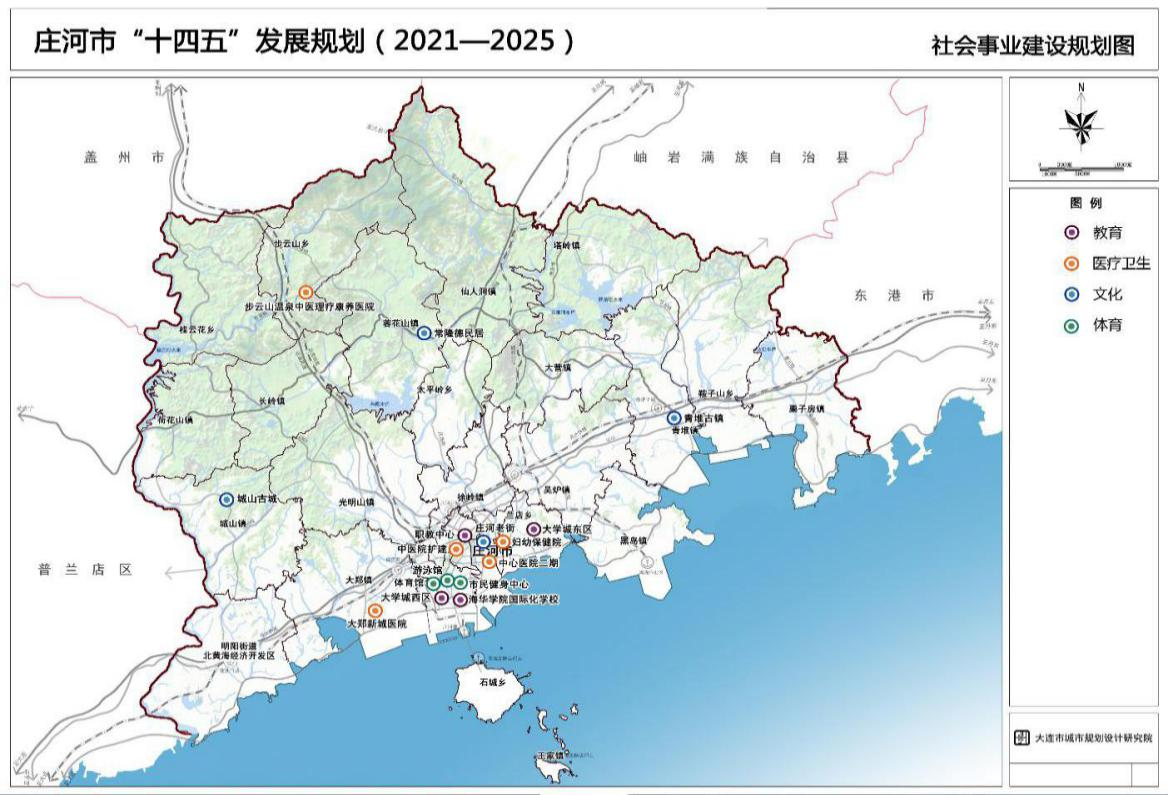 庄河市“十四五”发展规划（2021—2025）
社会事业建设规划图
盖州市
岫岩满族自治县
N
图例
教育
医疗卫生
文化
体育
步云山乡
塔岭镇
步云山温泉中医理疗康养医院
仙人洞镇
东港市
桂云花乡
蓉花山镇
常隆德民居
大营镇
太平岭乡
鞍子山乡
长岭镇
栗子房镇
荷花山镇
青堆古镇
青堆镇
城山古城
城山镇
光明山镇
徐岭镇
吴炉镇
兰店乡
职教中心
庄河老街
大学城东区
妇幼保健院
黑岛镇
中医院扩建
庄河市
中心医院二期
普兰店区
大郑镇
游泳馆
体育馆
市民健身中心
大学城西区
海华学院国际化学校
大郑新城医院
明阳街道
北黄海经济开发区
石城乡
王家镇
大连市城市规划设计研究院